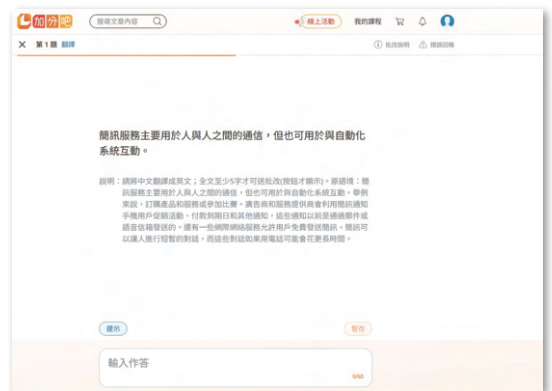 加分吧
搜尋文章內容
線上活動
我的課程
第1題 翻譯
批改說明
錯誤回報
簡訊服務主要用於人與人之間的通信，但也可用於與自動化
系統互動。
說明：請將中文翻譯成英文；全文至少5字才可送批改(按鈕才顯示)。原語境：簡
訊服務主要用於人與人之間的通信，但也可用於與自動化系統互動。舉例
來說，訂購產品和服務或參加比賽。廣告商和服務提供商會利用簡訊通知
手機用戶促銷活動、付款到期日和其他通知，這些通知以前是通過郵件或
語音信箱發送的。還有一些網際網絡服務允許用戶免費發送簡訊。簡訊可
以讓人進行短暫的對話，而這些對話如果用電話可能會花更長時間。
提示
暫存
輸入作答